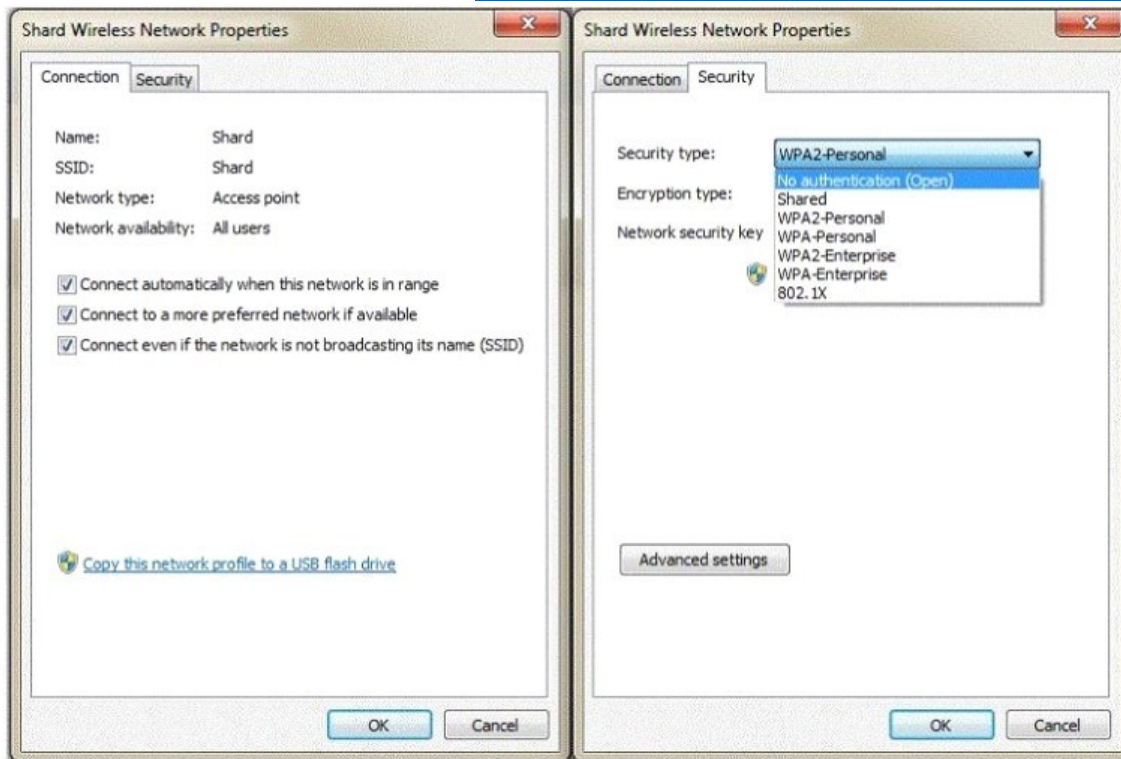 Shard Wireless Network Properties
Connection Security
Name: Shard
SSID: Shard
Network type: Access point
Network availability: All users
Connect automatically when this network is in range
Connect to a more preferred network if available
Connect even if the network is not broadcasting its name (SSID)
Copy this network profile to a USB flash drive
OK Cancel
Shard Wireless Network Properties
Connection Security
Security type: WPA2-Personal
No authentication (Open)
Encryption type:
Shared
WPA2-Personal
Network security key
WPA-Personal
WPA2-Enterprise
WPA-Enterprise
802.1X
Advanced settings
OK Cancel